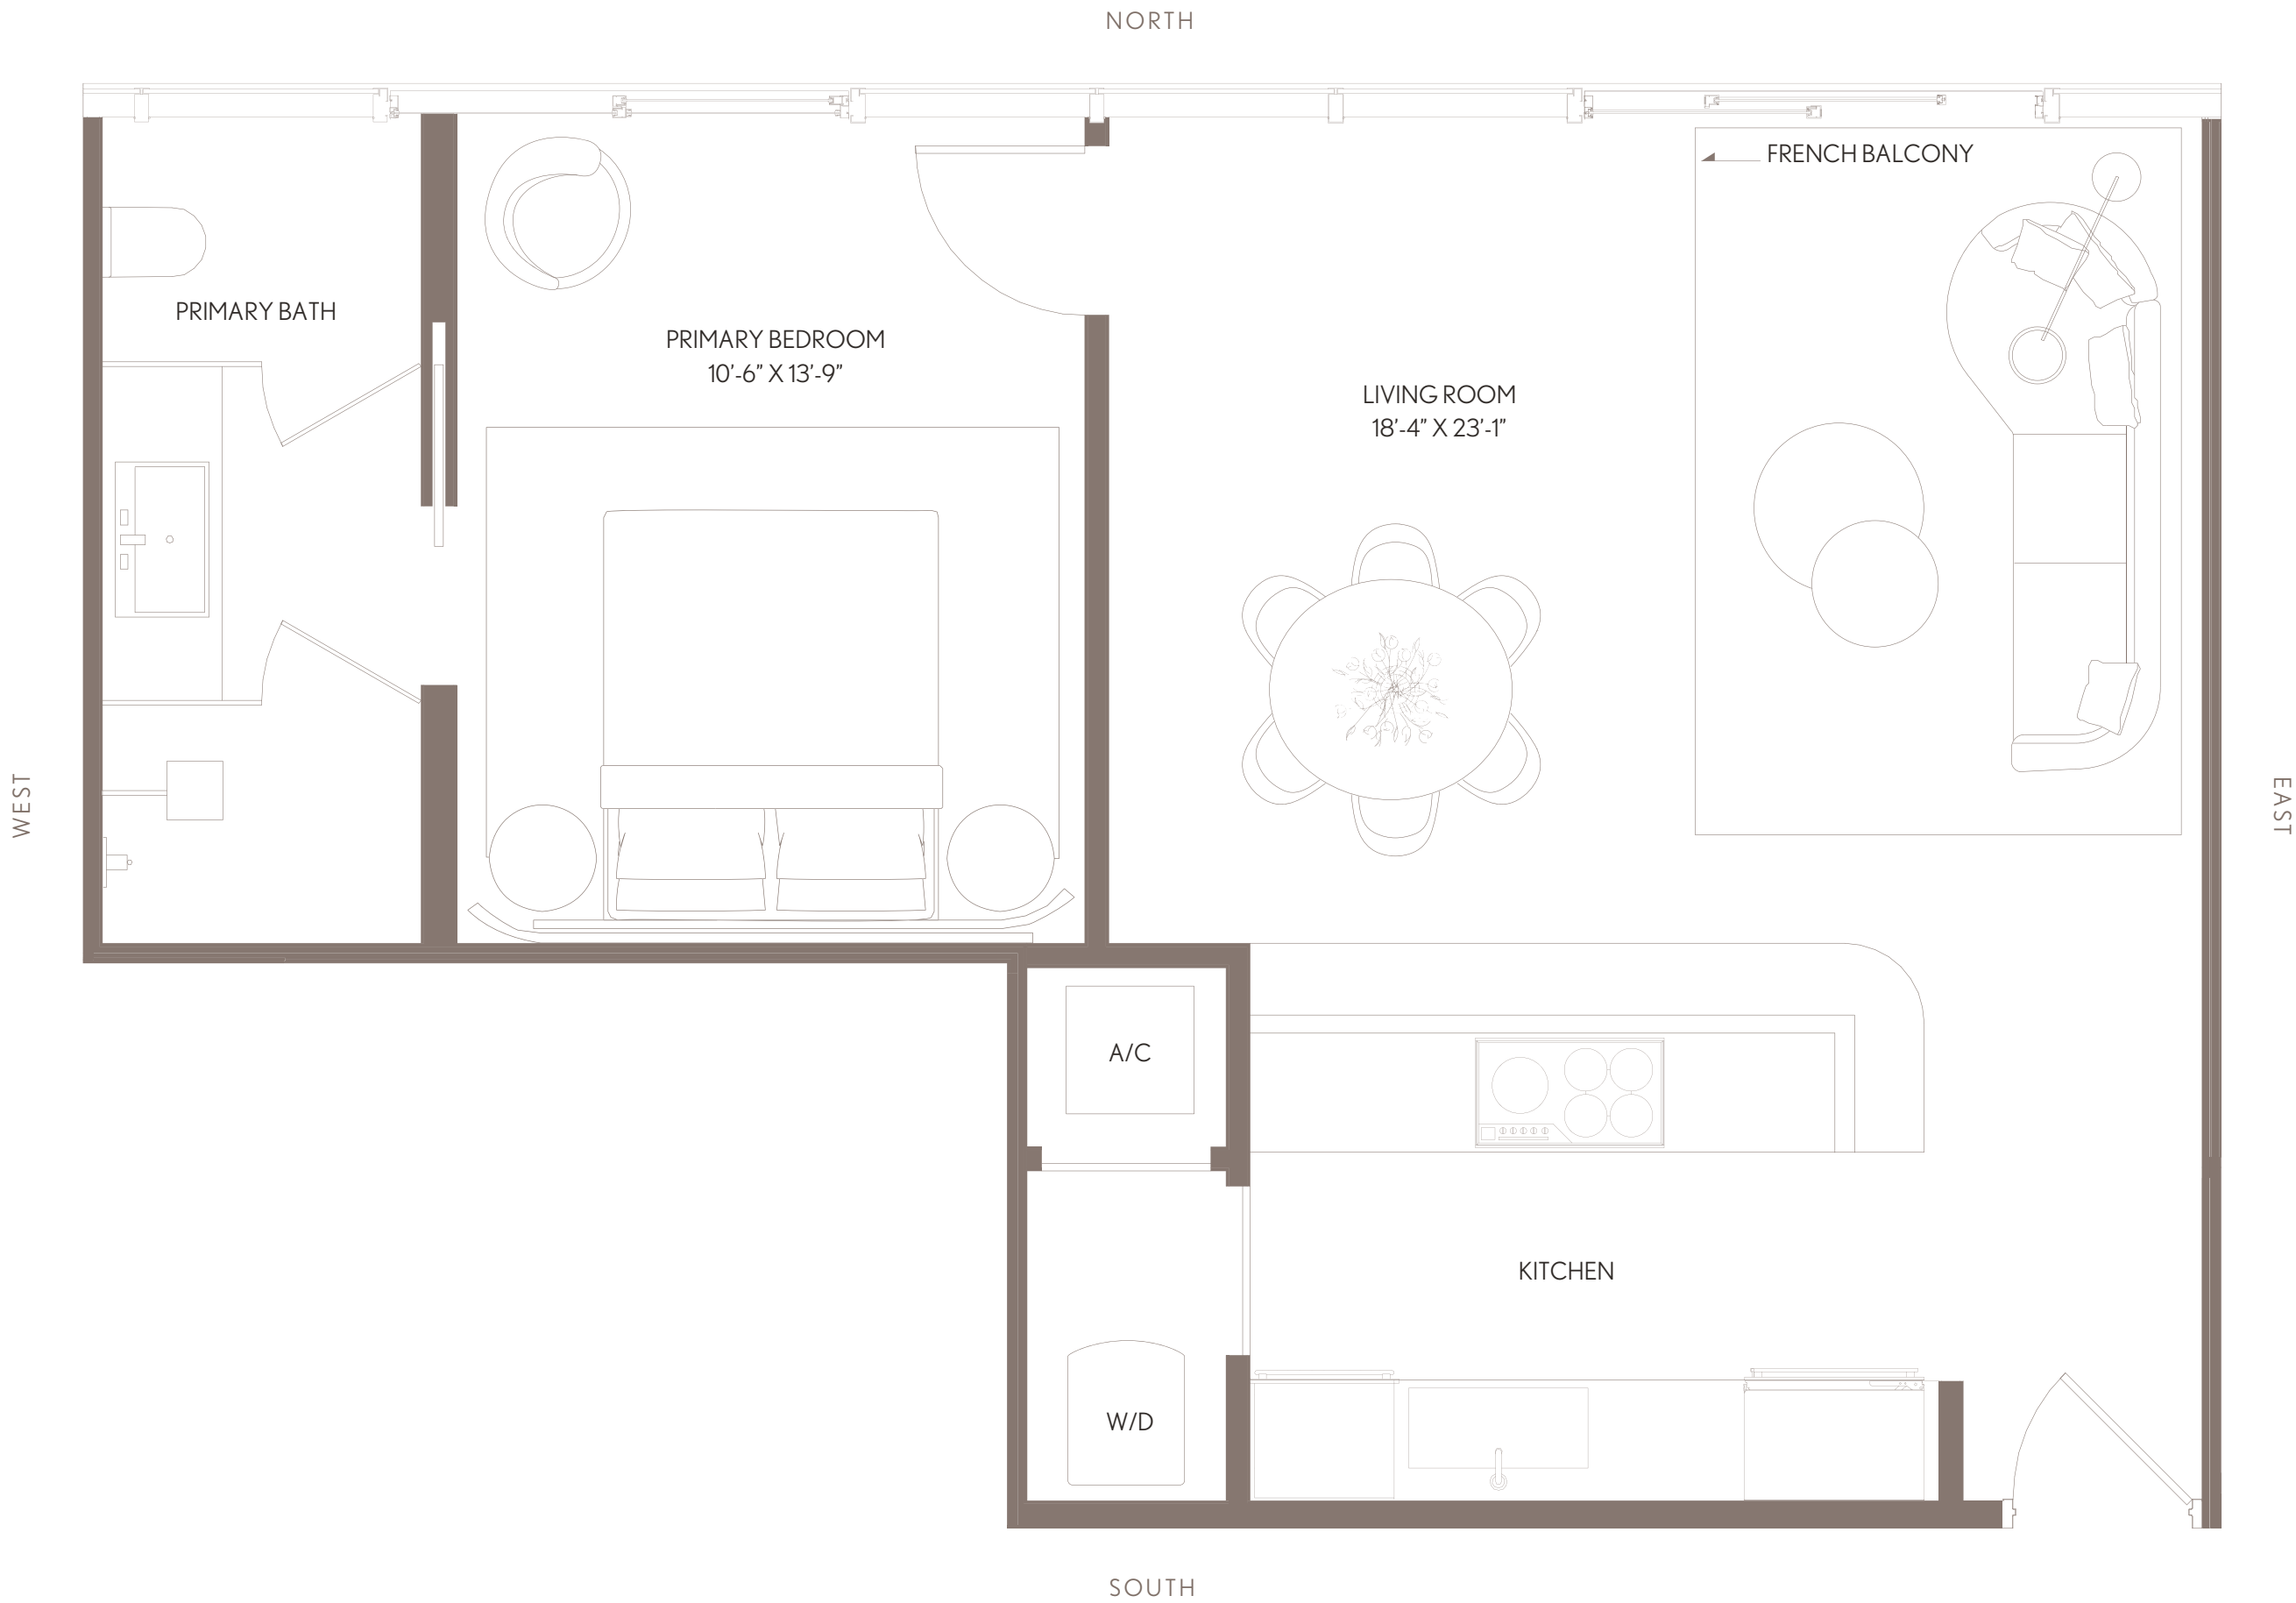 NORTH
FRENCH BALCONY
PRIMARY BATH
PRIMARY BEDROOM
10’-6” X 13’-9”
LIVING ROOM
18’-4” X 23’-1”
WEST
EAST
A/C
KITCHEN
W/D
SOUTH